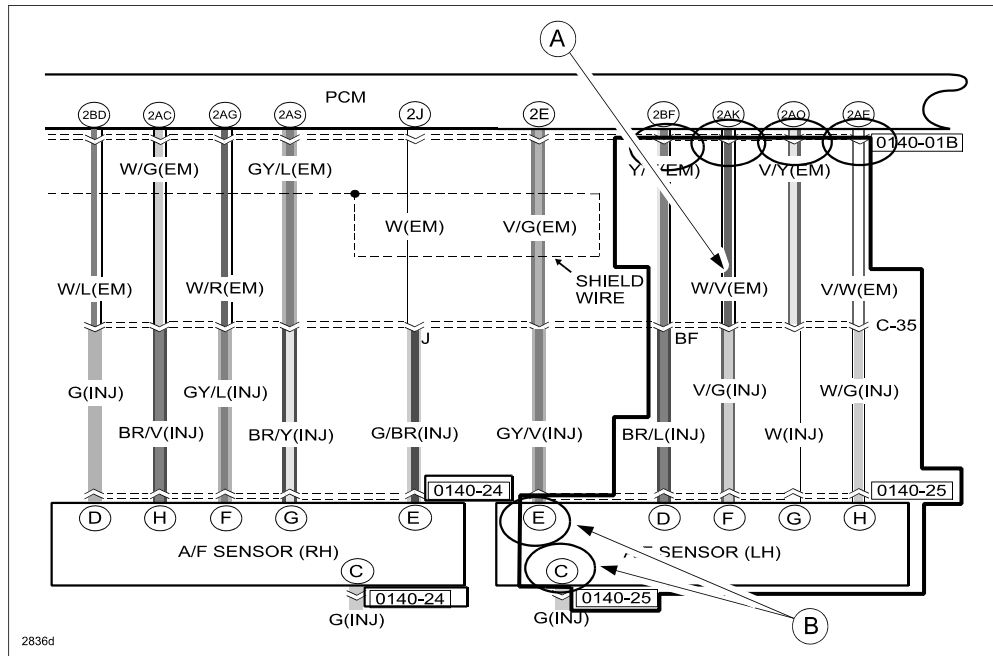 A
PCM
2BD 2AC 2AG 2AS 2J 2E 2BF 2AK 2AO 2AE
0140-01B
W/G(EM) GY/L(EM) V/Y(EM)
W(EM) V/G(EM)
SHIELD
WIRE
W/L(EM) W/R(EM) W/V(EM) V/W(EM)
C-35
J BF
G(INJ) GY/L(INJ) V/G(INJ) W/G(INJ)
BR/V(INJ) BR/Y(INJ) G/BR(INJ) GY/V(INJ) BR/L(INJ) W(INJ)
0140-24 0140-25
D H F G E E D F G H
A/F SENSOR (RH) SENSOR (LH)
C C
0140-24 0140-25
G(INJ) G(INJ)
B
2836d